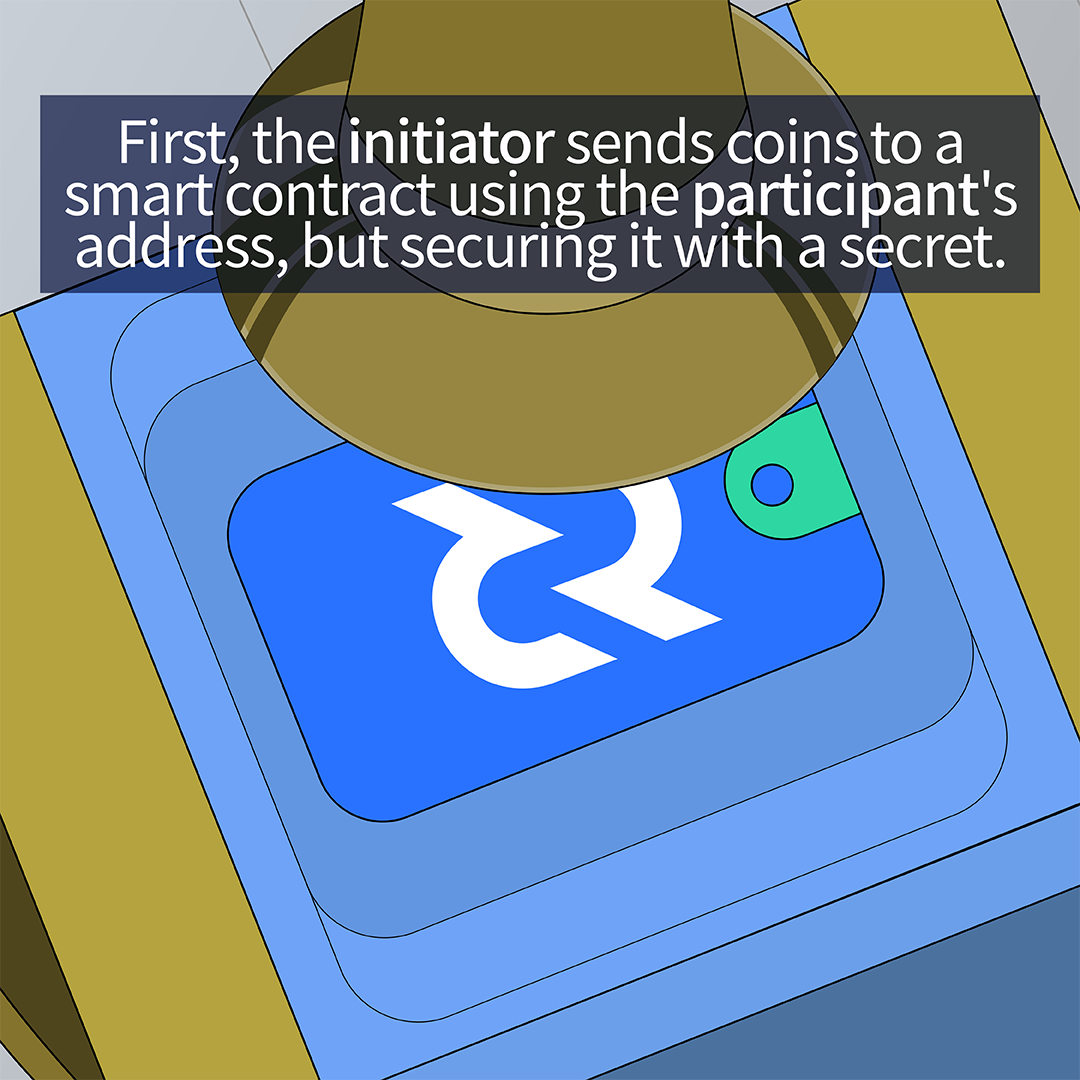 First, the initiator sends coins to a
smart contract using the participant's
address, but securing it with a secret.